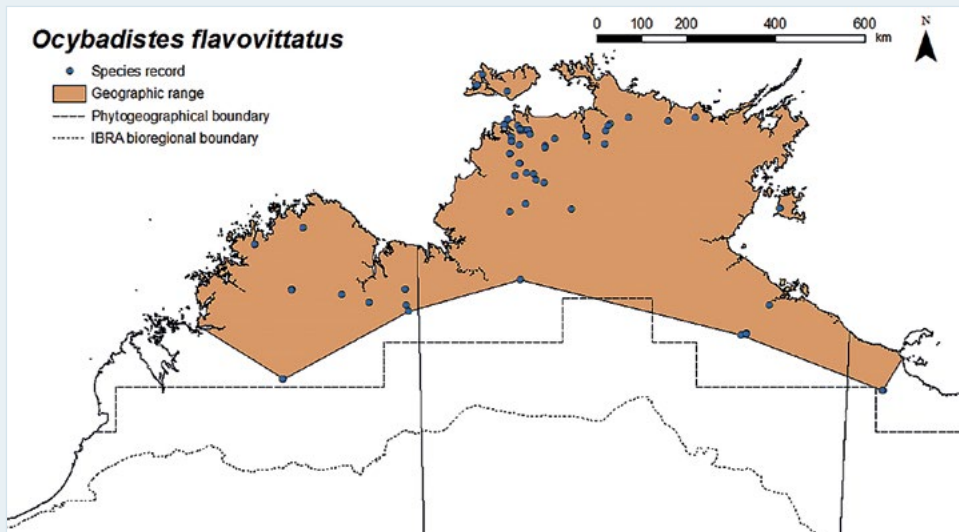 Ocybadistes flavovittatus
Species record
Geographic range
Phytogeographical boundary
IBRA bioregional boundary
0 100 200 400 600
km
N